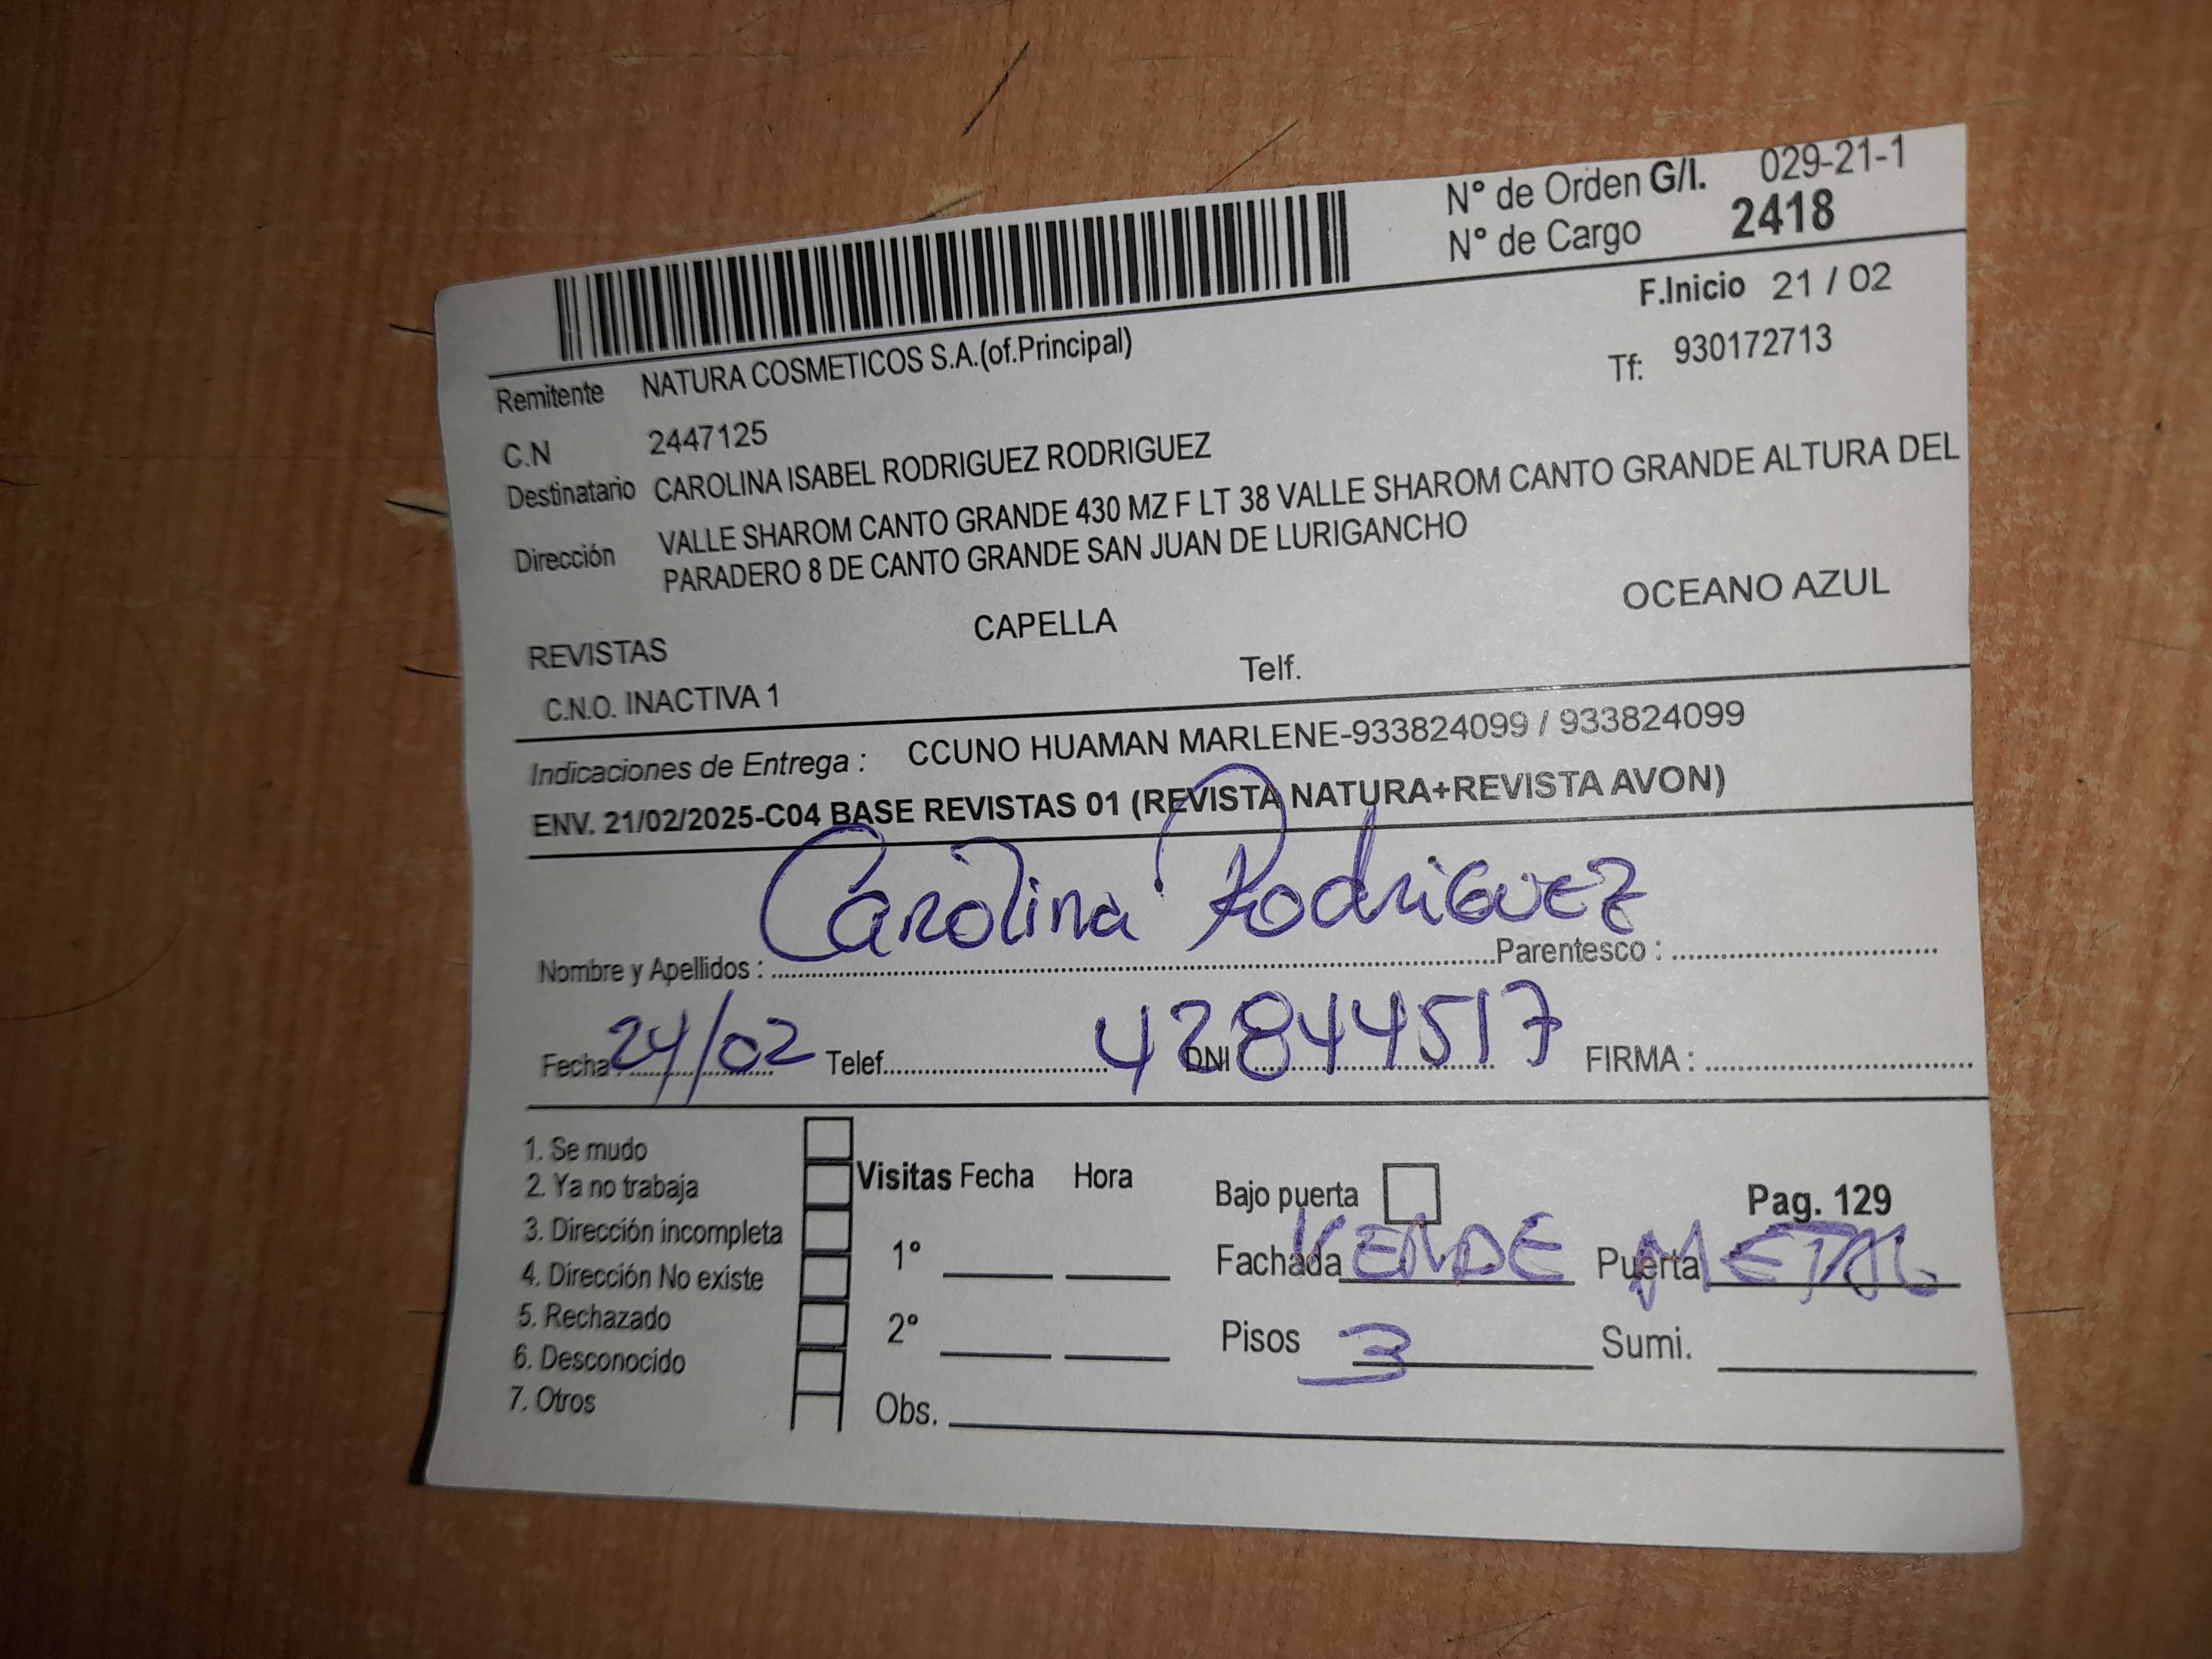 N° de Orden G/I. 029-21-1
N° de Cargo 2418
F.Inicio 21 / 02
Remitente NATURA COSMETICOS S.A.(of.Principal)
Tf: 930172713
C.N 2447125
Destinatario CAROLINA ISABEL RODRIGUEZ RODRIGUEZ
Dirección VALLE SHAROM CANTO GRANDE 430 MZ F LT 38 VALLE SHAROM CANTO GRANDE ALTURA DEL
PARADERO 8 DE CANTO GRANDE SAN JUAN DE LURIGANCHO
REVISTAS CAPELLA OCEANO AZUL
C.N.O. INACTIVA 1 Telf.
Indicaciones de Entrega : CCUNO HUAMAN MARLENE-933824099 / 933824099
ENV. 21/02/2025-C04 BASE REVISTAS 01 (REVISTA NATURA+REVISTA AVON)
Carolina Rodriguez
Nombre y Apellidos : Parentesco :
Fecha : 24/02 Telef. DNI 42844517 FIRMA :
1. Se mudo
2. Ya no trabaja
3. Dirección incompleta
4. Dirección No existe
5. Rechazado
6. Desconocido
7. Otros
Visitas Fecha Hora
1°
2°
Obs.
Bajo puerta Pag. 129
Fachada VERDE Puerta METAL
Pisos 3 Sumi.